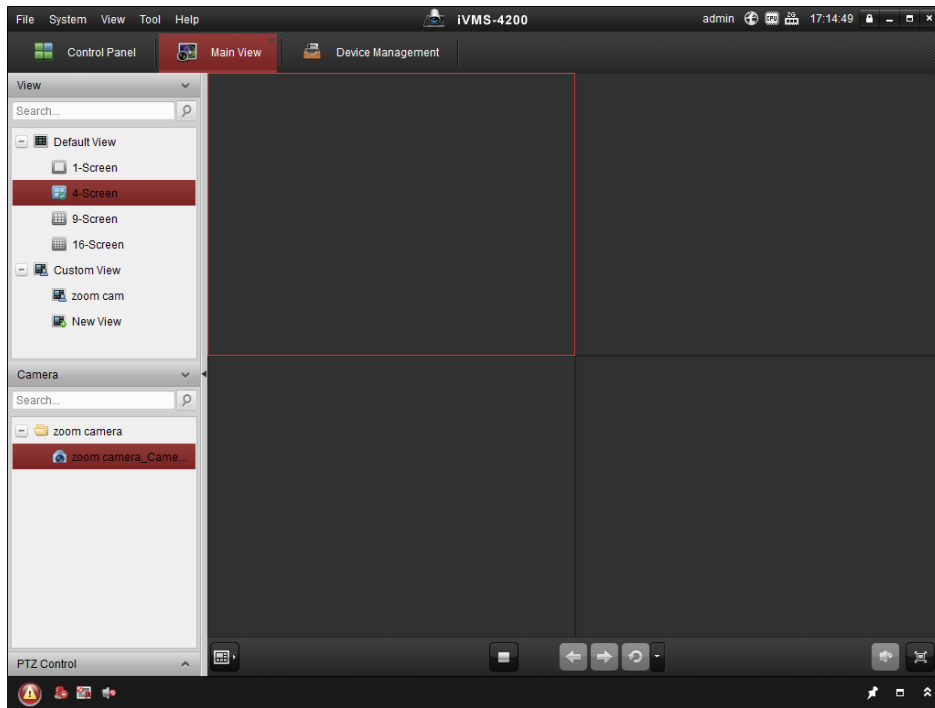 File System View Tool Help iVMS-4200 admin CPU 2G 17:14:49
Control Panel Main View Device Management
View
Search...
Default View
1-Screen
4-Screen
9-Screen
16-Screen
Custom View
zoom cam
New View
Camera
Search...
zoom camera
zoom camera_Came...
PTZ Control